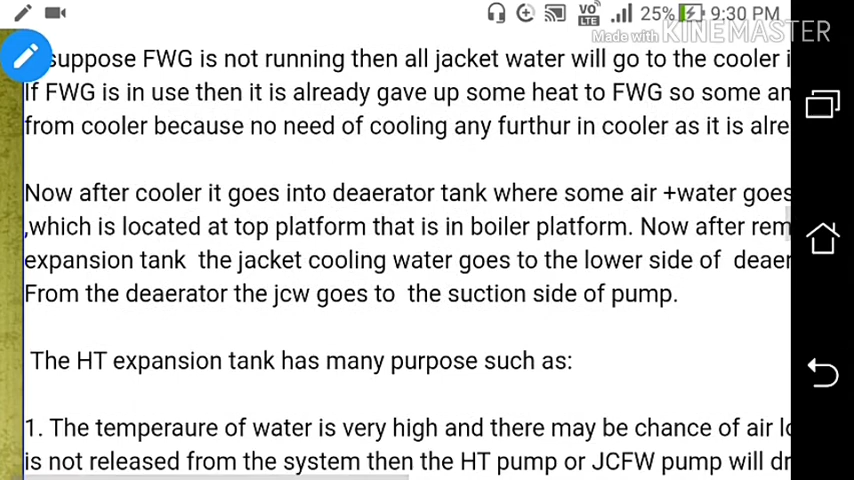 VO LTE 25% 9:30 PM
Made with KINEMASTER
suppose FWG is not running then all jacket water will go to the cooler i
If FWG is in use then it is already gave up some heat to FWG so some an
from cooler because no need of cooling any furthur in cooler as it is alre
Now after cooler it goes into deaerator tank where some air +water goes
,which is located at top platform that is in boiler platform. Now after rem
expansion tank the jacket cooling water goes to the lower side of deaer
From the deaerator the jcw goes to the suction side of pump.
The HT expansion tank has many purpose such as:
1. The temperaure of water is very high and there may be chance of air lo
is not released from the system then the HT pump or JCFW pump will dr